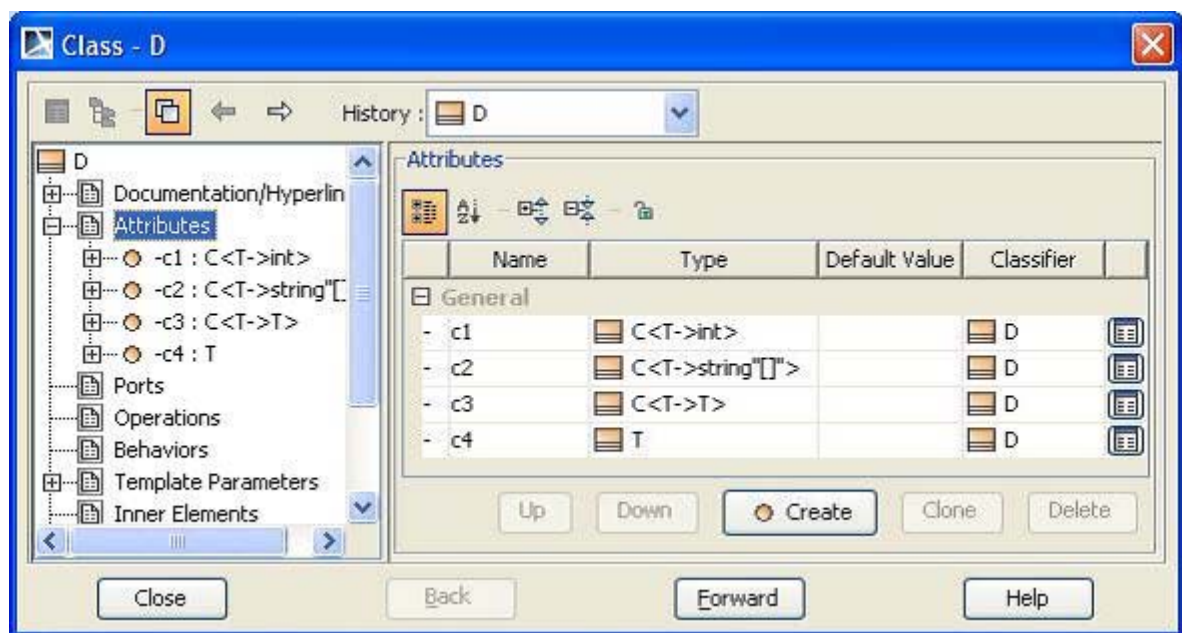 Class - D
History : D
D
Documentation/Hyperlin
Attributes
-c1 : C<T->int>
-c2 : C<T->string"[]
-c3 : C<T->T>
-c4 : T
Ports
Operations
Behaviors
Template Parameters
Inner Elements
Attributes
Name Type Default Value Classifier
General
- c1 C<T->int> D
- c2 C<T->string"[]"> D
- c3 C<T->T> D
- c4 T D
Up Down Create Clone Delete
Close Back Forward Help